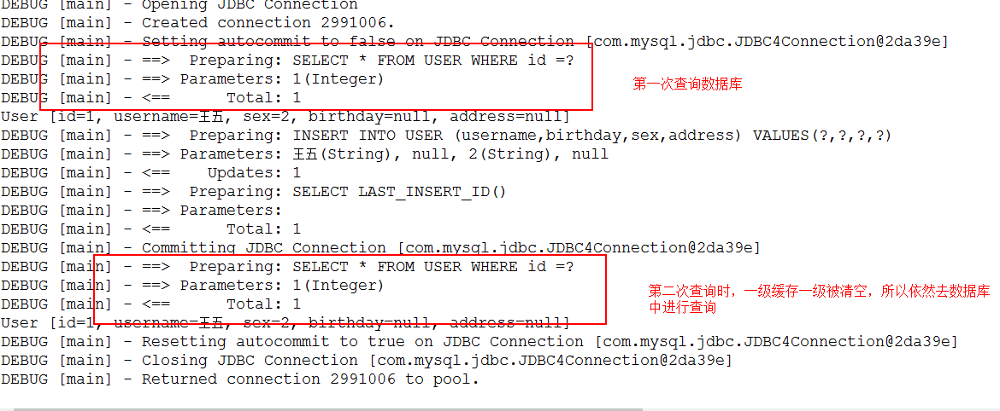 DEBUG [main] - Opening JDBC Connection
DEBUG [main] - Created connection 2991006.
DEBUG [main] - Setting autocommit to false on JDBC Connection [com.mysql.jdbc.JDBC4Connection@2da39e]
DEBUG [main] - ==>  Preparing: SELECT * FROM USER WHERE id =?
DEBUG [main] - ==> Parameters: 1(Integer)
第一次查询数据库
DEBUG [main] - <==      Total: 1
User [id=1, username=王五, sex=2, birthday=null, address=null]
DEBUG [main] - ==>  Preparing: INSERT INTO USER (username,birthday,sex,address) VALUES(?,?,?,?)
DEBUG [main] - ==> Parameters: 王五(String), null, 2(String), null
DEBUG [main] - <==    Updates: 1
DEBUG [main] - ==>  Preparing: SELECT LAST_INSERT_ID()
DEBUG [main] - ==> Parameters:
DEBUG [main] - <==      Total: 1
DEBUG [main] - Committing JDBC Connection [com.mysql.jdbc.JDBC4Connection@2da39e]
DEBUG [main] - ==>  Preparing: SELECT * FROM USER WHERE id =?
DEBUG [main] - ==> Parameters: 1(Integer)
DEBUG [main] - <==      Total: 1
第二次查询时，一级缓存一级被清空，所以依然去数据库
中进行查询
User [id=1, username=王五, sex=2, birthday=null, address=null]
DEBUG [main] - Resetting autocommit to true on JDBC Connection [com.mysql.jdbc.JDBC4Connection@2da39e]
DEBUG [main] - Closing JDBC Connection [com.mysql.jdbc.JDBC4Connection@2da39e]
DEBUG [main] - Returned connection 2991006 to pool.